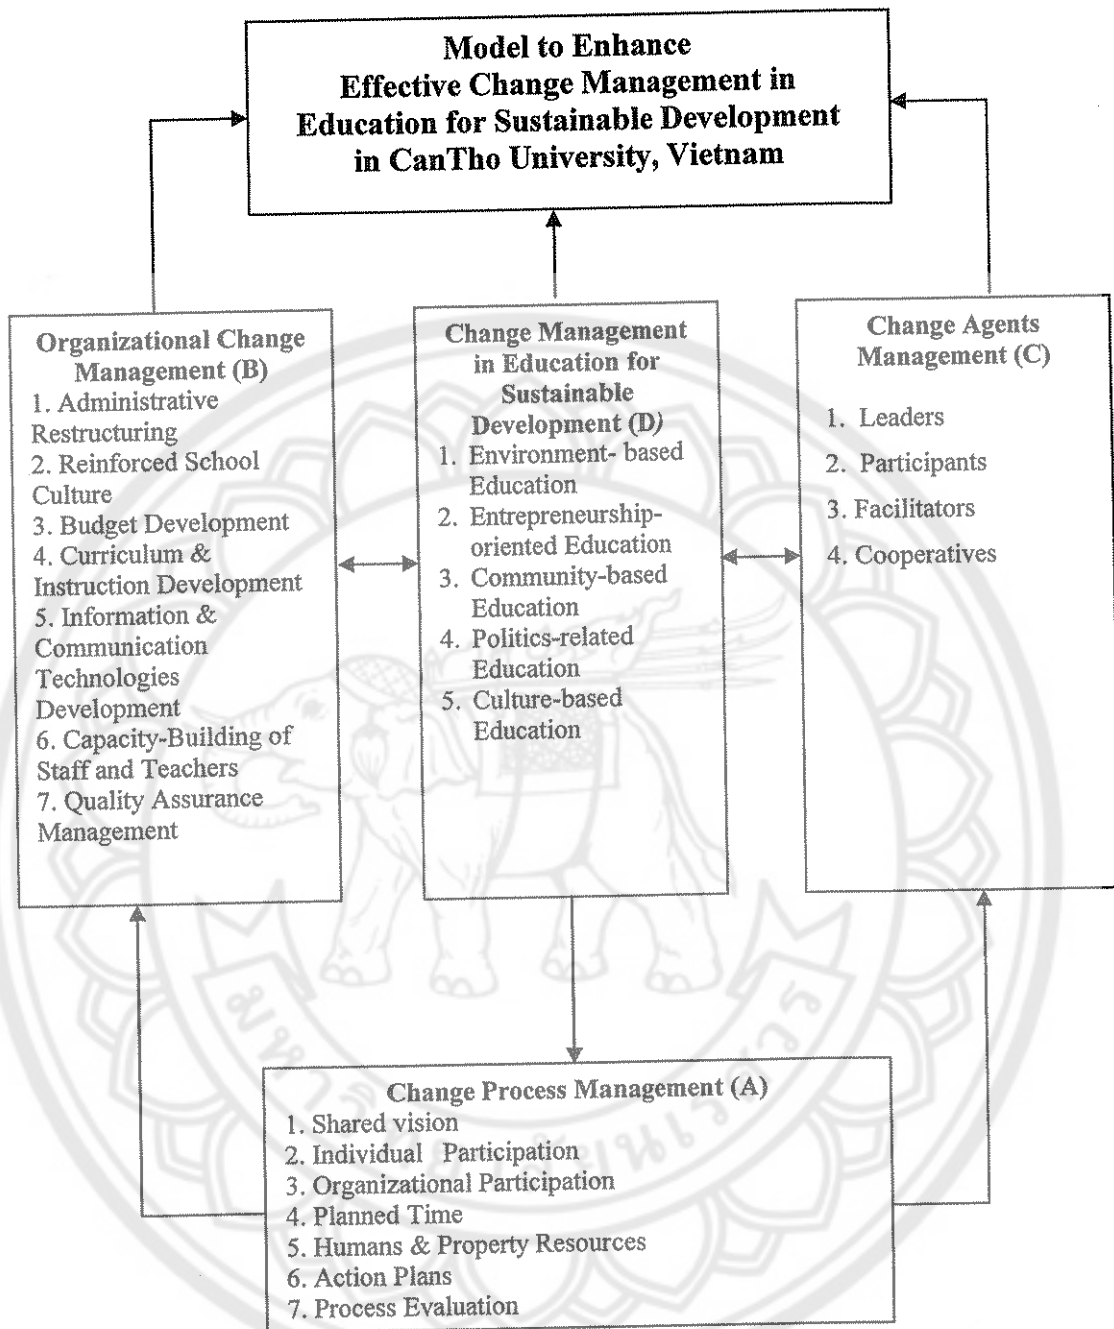 Model to Enhance
Effective Change Management in
Education for Sustainable Development
in CanTho University, Vietnam
Organizational Change
Management (B)
1. Administrative
Restructuring
2. Reinforced School
Culture
3. Budget Development
4. Curriculum &
Instruction Development
5. Information &
Communication
Technologies
Development
6. Capacity-Building of
Staff and Teachers
7. Quality Assurance
Management
Change Management
in Education for
Sustainable
Development (D)
1. Environment- based
Education
2. Entrepreneurship-
oriented Education
3. Community-based
Education
4. Politics-related
Education
5. Culture-based
Education
Change Agents
Management (C)
1. Leaders
2. Participants
3. Facilitators
4. Cooperatives
Change Process Management (A)
1. Shared vision
2. Individual Participation
3. Organizational Participation
4. Planned Time
5. Humans & Property Resources
6. Action Plans
7. Process Evaluation